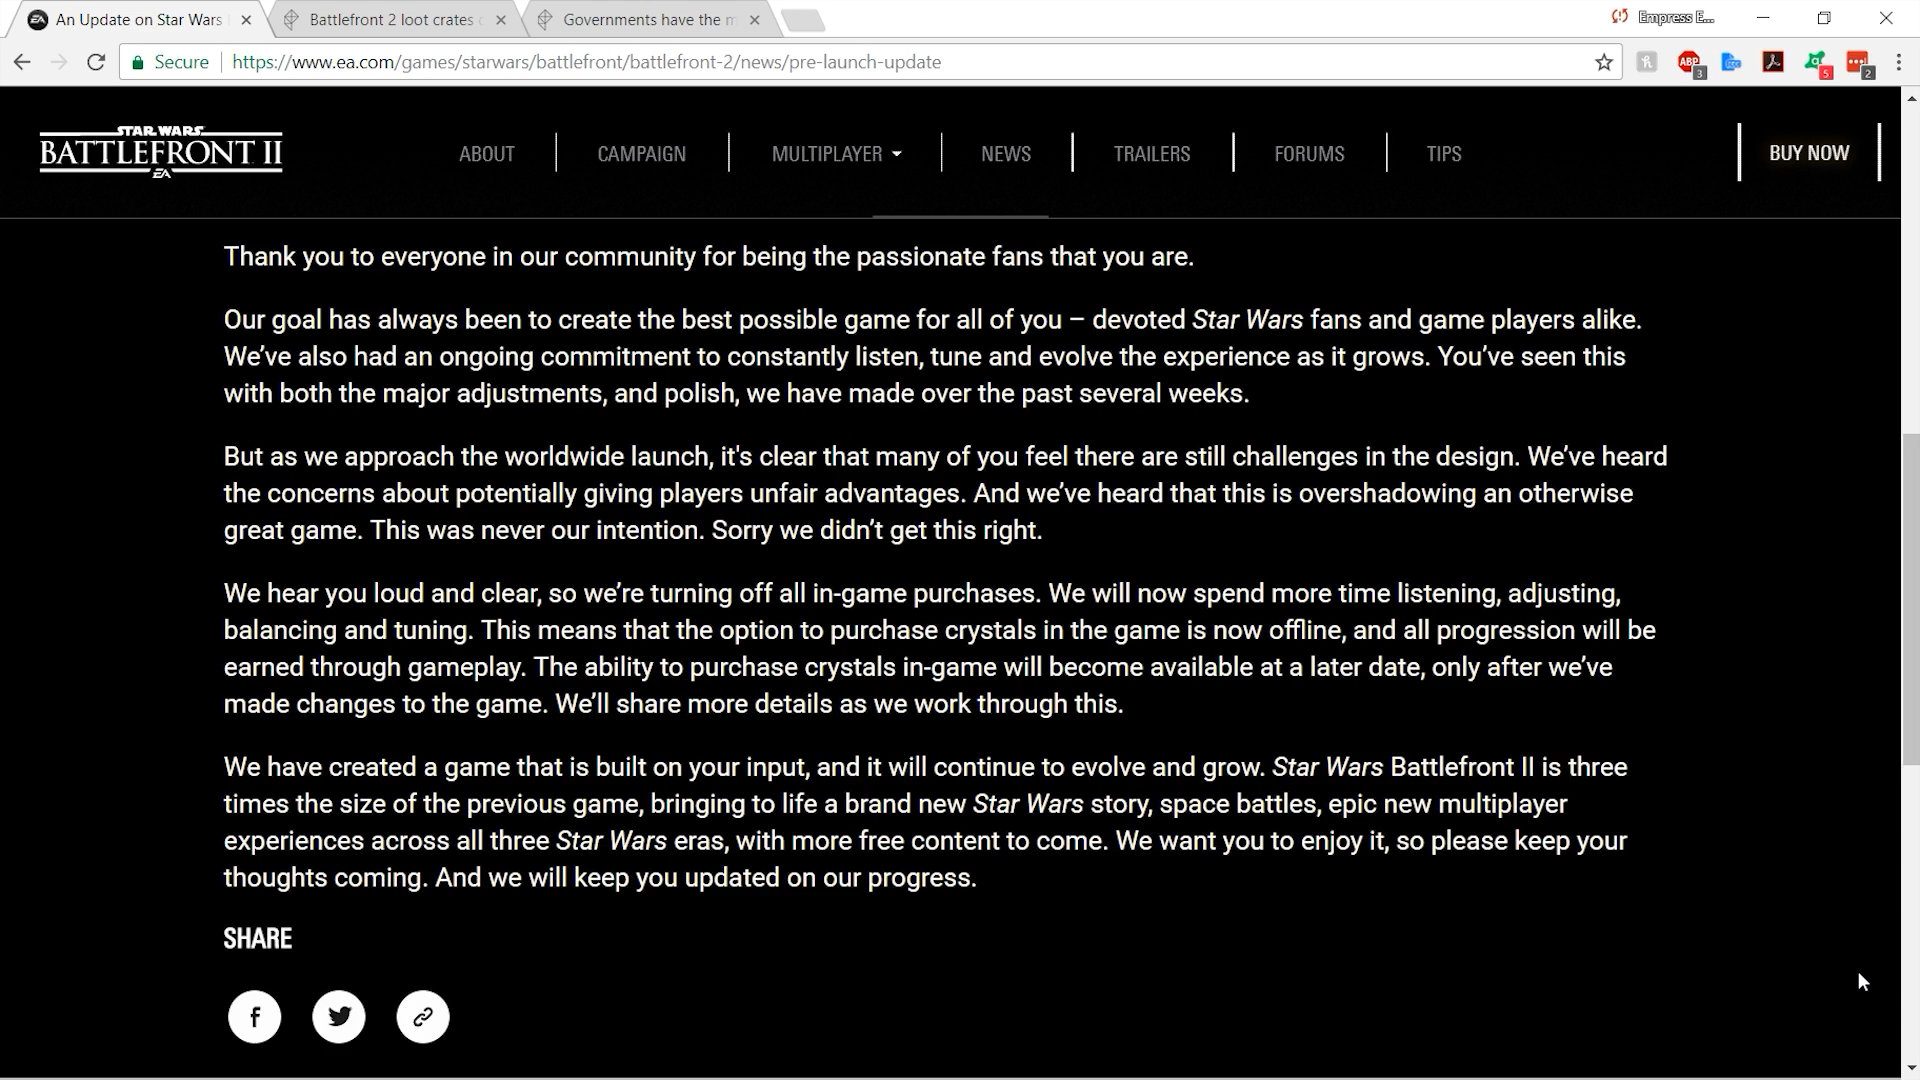 An Update on Star Wars
Battlefront 2 loot crates
Governments have the m
Empress E...
Secure
https://www.ea.com/games/starwars/battlefront/battlefront-2/news/pre-launch-update
ABP
3
5
2
STAR WARS
BATTLEFRONT II
EA
ABOUT
CAMPAIGN
MULTIPLAYER
NEWS
TRAILERS
FORUMS
TIPS
BUY NOW
Thank you to everyone in our community for being the passionate fans that you are.
Our goal has always been to create the best possible game for all of you – devoted Star Wars fans and game players alike.
We’ve also had an ongoing commitment to constantly listen, tune and evolve the experience as it grows. You’ve seen this
with both the major adjustments, and polish, we have made over the past several weeks.
But as we approach the worldwide launch, it's clear that many of you feel there are still challenges in the design. We’ve heard
the concerns about potentially giving players unfair advantages. And we’ve heard that this is overshadowing an otherwise
great game. This was never our intention. Sorry we didn’t get this right.
We hear you loud and clear, so we’re turning off all in-game purchases. We will now spend more time listening, adjusting,
balancing and tuning. This means that the option to purchase crystals in the game is now offline, and all progression will be
earned through gameplay. The ability to purchase crystals in-game will become available at a later date, only after we’ve
made changes to the game. We’ll share more details as we work through this.
We have created a game that is built on your input, and it will continue to evolve and grow. Star Wars Battlefront II is three
times the size of the previous game, bringing to life a brand new Star Wars story, space battles, epic new multiplayer
experiences across all three Star Wars eras, with more free content to come. We want you to enjoy it, so please keep your
thoughts coming. And we will keep you updated on our progress.
SHARE